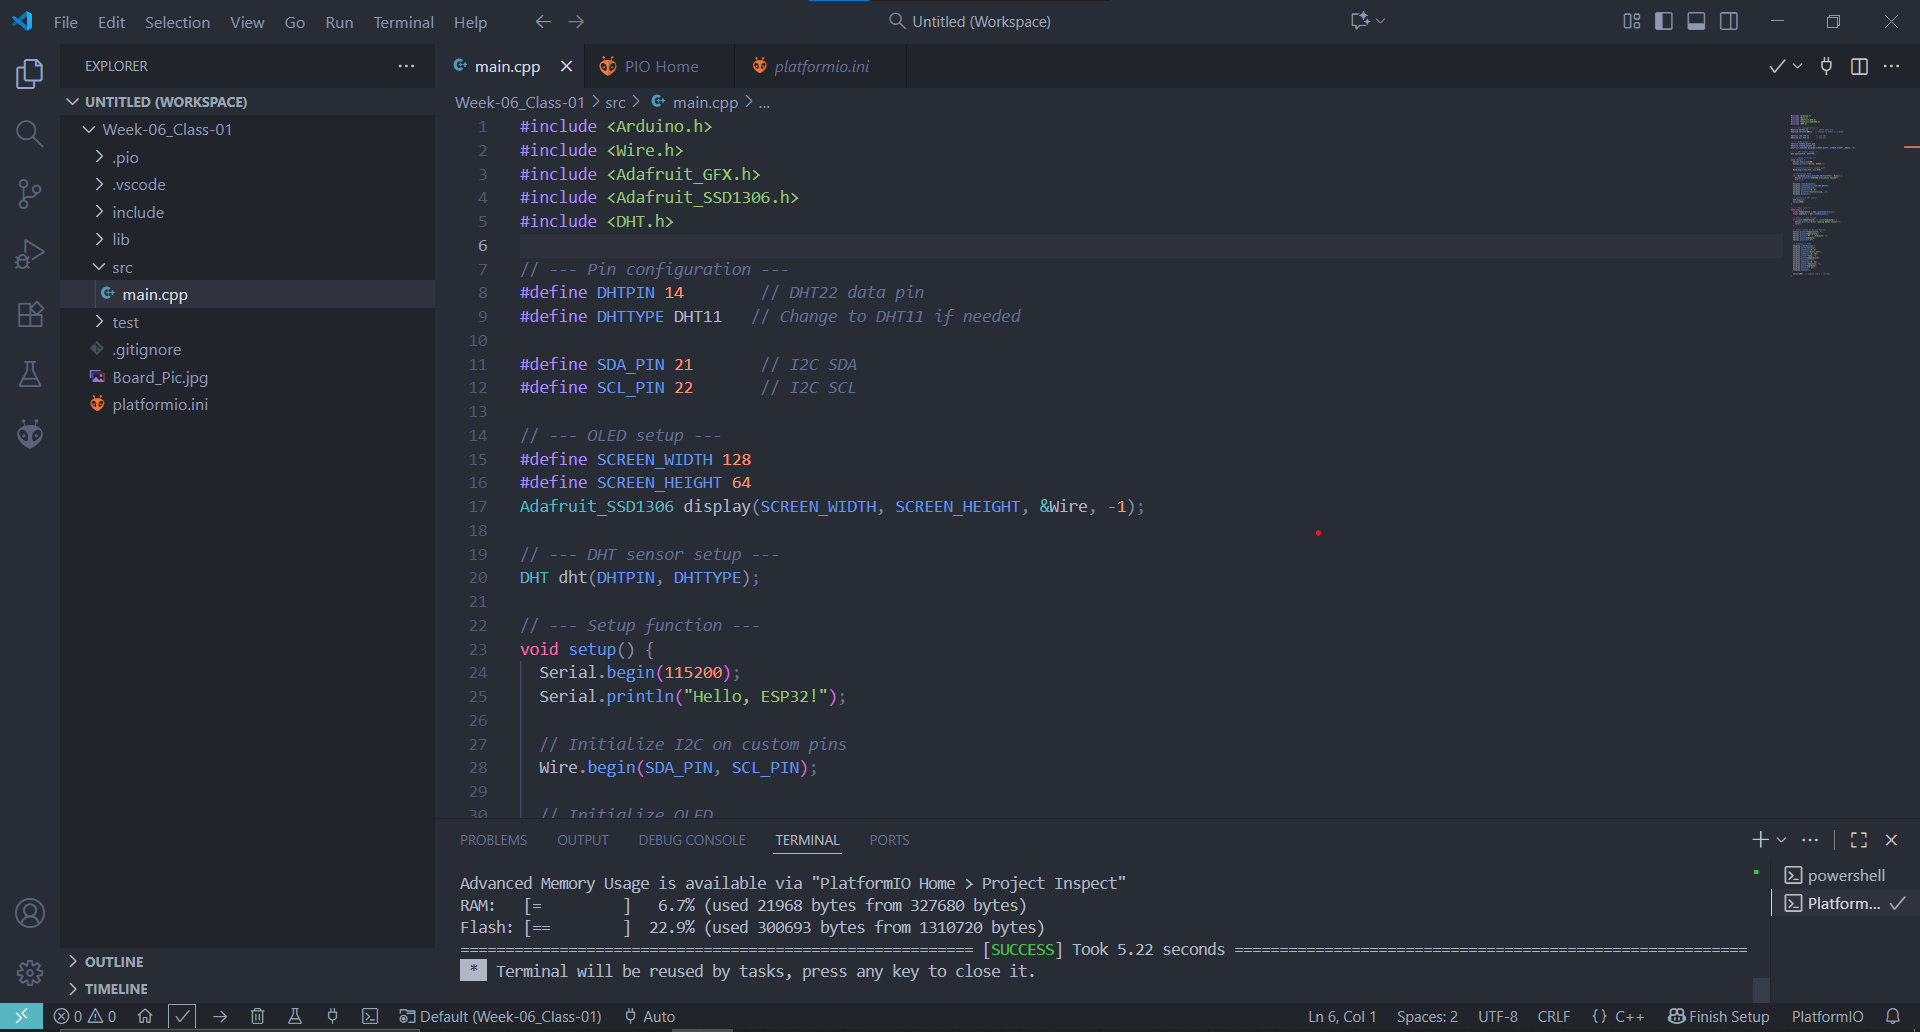 File Edit Selection View Go Run Terminal Help
Untitled (Workspace)
EXPLORER
main.cpp
PIO Home
platformio.ini
UNTITLED (WORKSPACE)
Week-06_Class-01
.pio
.vscode
include
lib
src
main.cpp
test
.gitignore
Board_Pic.jpg
platformio.ini
OUTLINE
TIMELINE
Week-06_Class-01 > src > main.cpp > ...
1 #include <Arduino.h>
2 #include <Wire.h>
3 #include <Adafruit_GFX.h>
4 #include <Adafruit_SSD1306.h>
5 #include <DHT.h>
6
7 // --- Pin configuration ---
8 #define DHTPIN 14 // DHT22 data pin
9 #define DHTTYPE DHT11 // Change to DHT11 if needed
10
11 #define SDA_PIN 21 // I2C SDA
12 #define SCL_PIN 22 // I2C SCL
13
14 // --- OLED setup ---
15 #define SCREEN_WIDTH 128
16 #define SCREEN_HEIGHT 64
17 Adafruit_SSD1306 display(SCREEN_WIDTH, SCREEN_HEIGHT, &Wire, -1);
18
19 // --- DHT sensor setup ---
20 DHT dht(DHTPIN, DHTTYPE);
21
22 // --- Setup function ---
23 void setup() {
24 Serial.begin(115200);
25 Serial.println("Hello, ESP32!");
26
27 // Initialize I2C on custom pins
28 Wire.begin(SDA_PIN, SCL_PIN);
29
30 // Initialize OLED
PROBLEMS OUTPUT DEBUG CONSOLE TERMINAL PORTS
Advanced Memory Usage is available via "PlatformIO Home > Project Inspect"
RAM: [= ] 6.7% (used 21968 bytes from 327680 bytes)
Flash: [== ] 22.9% (used 300693 bytes from 1310720 bytes)
========================================================= [SUCCESS] Took 5.22 seconds =========================================================
* Terminal will be reused by tasks, press any key to close it.
powershell
Platform...
0 0
Default (Week-06_Class-01)
Auto
Ln 6, Col 1 Spaces: 2 UTF-8 CRLF {} C++ Finish Setup PlatformIO